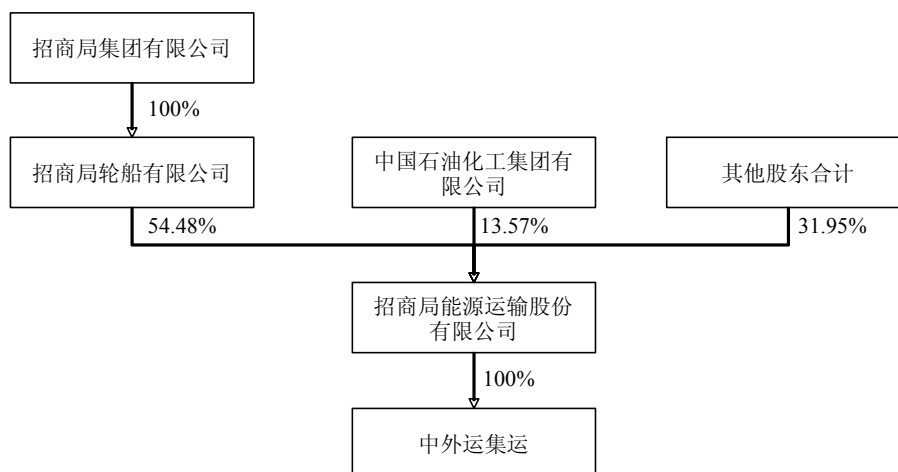 招商局集团有限公司
100%
招商局轮船有限公司
中国石油化工集团有
限公司
其他股东合计
54.48%
13.57%
31.95%
招商局能源运输股份
有限公司
100%
中外运集运